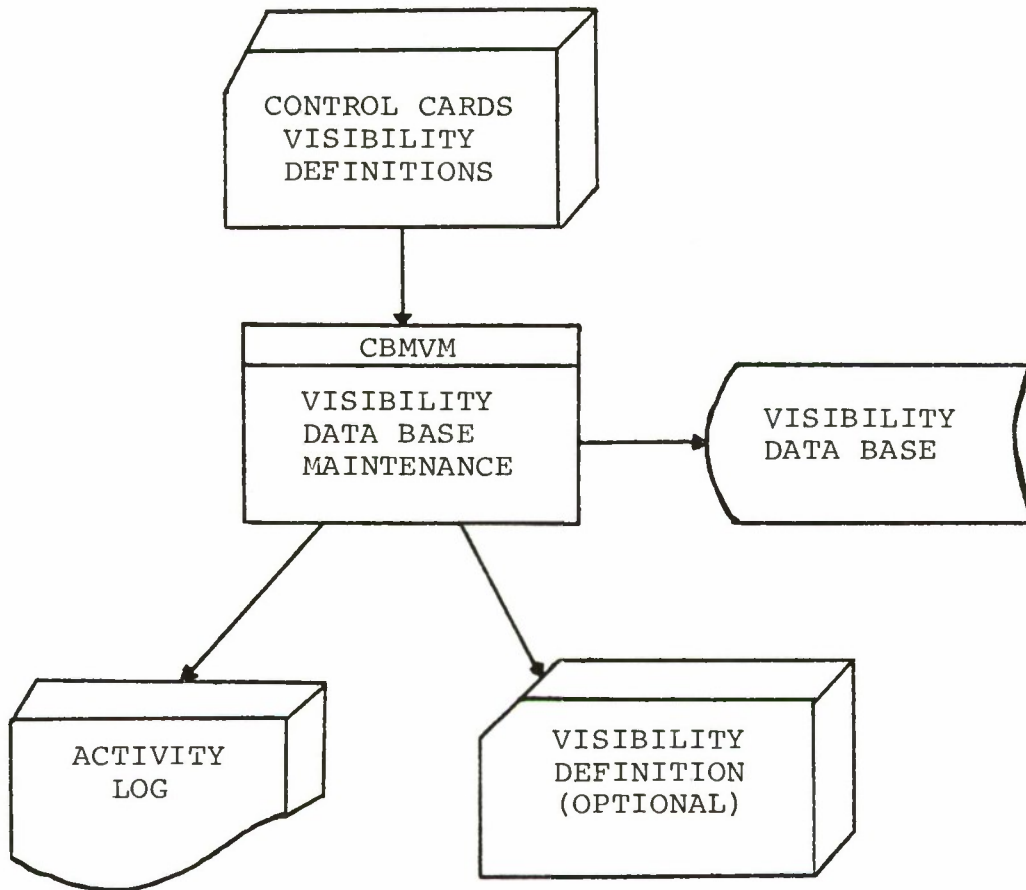 CONTROL CARDS
VISIBILITY
DEFINITIONS
CBMVM
VISIBILITY
DATA BASE
MAINTENANCE
VISIBILITY
DATA BASE
ACTIVITY
LOG
VISIBILITY
DEFINITION
(OPTIONAL)